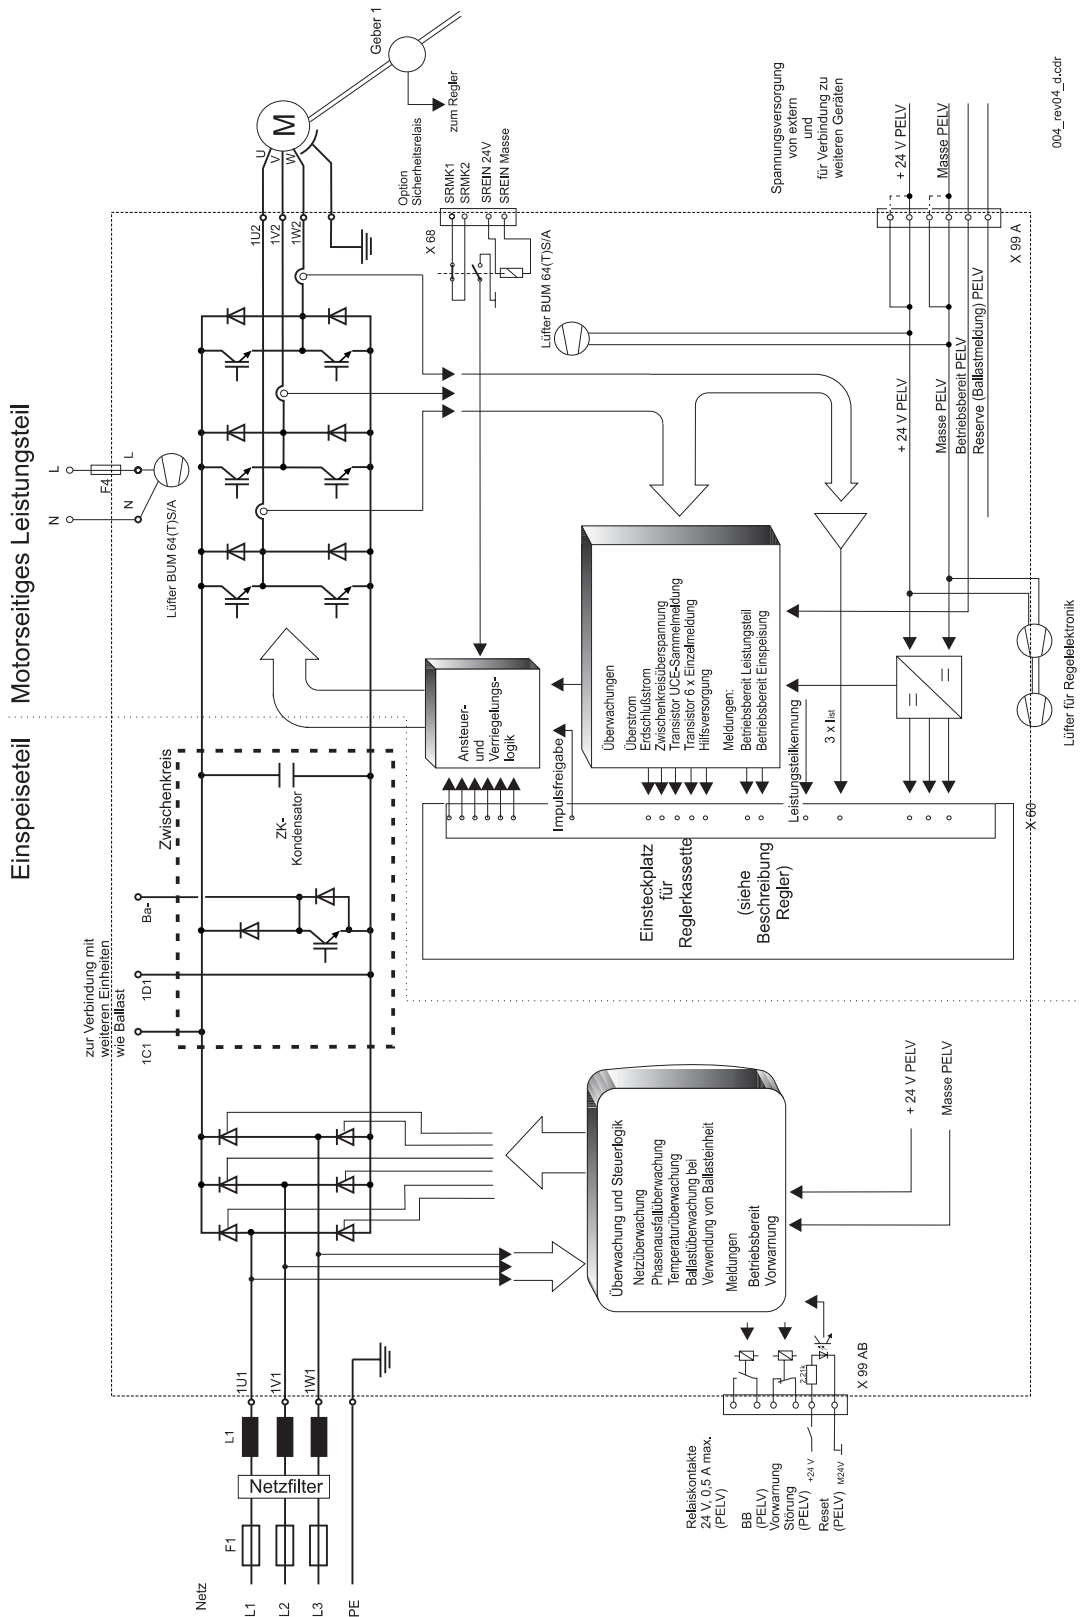 Einspeiseteil
Motorseitiges Leistungsteil
Netz
L1
L2
L3
PE
F1
Netzfilter
L1
1U1
1V1
1W1
zur Verbindung mit
weiteren Einheiten
wie Ballast
1C1
1D1
Ba-
Zwischenkreis
ZK-
Kondensator
N
L
F4
N
L
Lüfter BUM 64(T)S/A
1U2
1V2
1W2
U
V
W
M
Geber 1
zum Regler
Option
Sicherheitsrelais
SRMK1
SRMK2
SREIN 24V
SREIN Masse
X 68
Lüfter BUM 64(T)S/A
Ansteuer-
und
Verriegelungs-
logik
Impulsfreigabe
Überwachungen
Überstrom
Erdschlußstrom
Zwischenkreisüberspannung
Transistor UCE-Sammelmeldung
Transistor 6 x Einzelmeldung
Hilfsversorgung
Meldungen:
Betriebsbereit Leistungsteil
Betriebsbereit Einspeisung
Leistungsteilkennung
3 x Iist
Einsteckplatz
für
Reglerkassette
(siehe
Beschreibung
Regler)
X 60
Überwachung und Steuerlogik
Netzüberwachung
Phasenausfallüberwachung
Temperaturüberwachung
Ballastüberwachung bei
Verwendung von Ballasteinheit
Meldungen
Betriebsbereit
Vorwarnung
+ 24 V PELV
Masse PELV
Relaiskontakte
24 V, 0,5 A max.
(PELV)
BB
(PELV)
Vorwarnung
Störung
(PELV)
+24 V
Reset
(PELV)
M24V
2.21k
X 99 AB
Spannungsversorgung
von extern
und
für Verbindung zu
weiteren Geräten
+ 24 V PELV
Masse PELV
X 99 A
+ 24 V PELV
Masse PELV
Betriebsbereit PELV
Reserve (Ballastmeldung) PELV
Lüfter für Regelelektronik
004_rev04_d.cdr